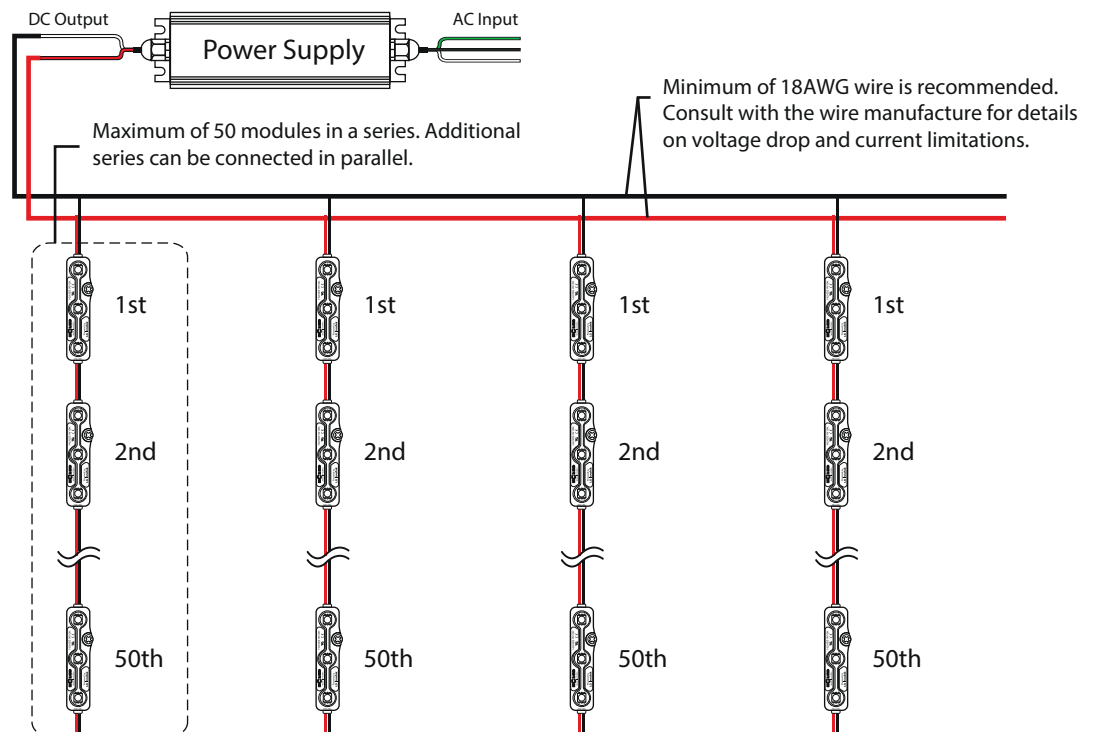 DC Output
Power Supply
AC Input
Minimum of 18AWG wire is recommended.
Consult with the wire manufacture for details
on voltage drop and current limitations.
Maximum of 50 modules in a series. Additional
series can be connected in parallel.
1st
1st
1st
1st
2nd
2nd
2nd
2nd
50th
50th
50th
50th